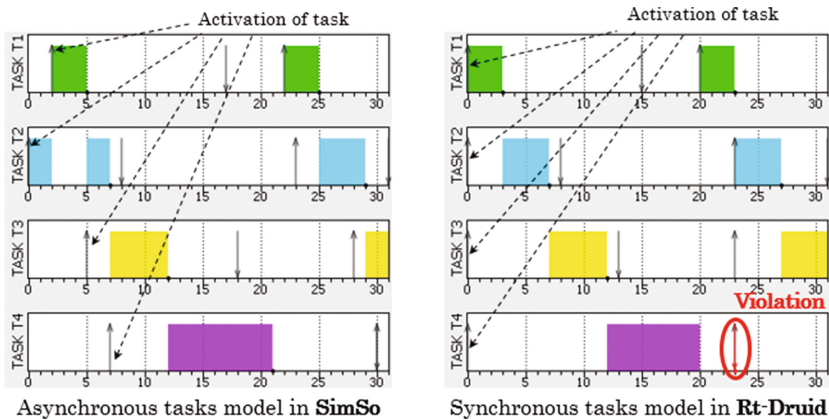 Activation of task
Activation of task
TASK T1
0 5 10 15 20 25 30
TASK T2
0 5 10 15 20 25 30
TASK T3
0 5 10 15 20 25 30
TASK T4
0 5 10 15 20 25 30
Asynchronous tasks model in SimSo
TASK T1
0 5 10 15 20 25 30
TASK T2
0 5 10 15 20 25 30
TASK T3
0 5 10 15 20 25 30
Violation
TASK T4
0 5 10 15 20 25 30
Synchronous tasks model in Rt-Druid